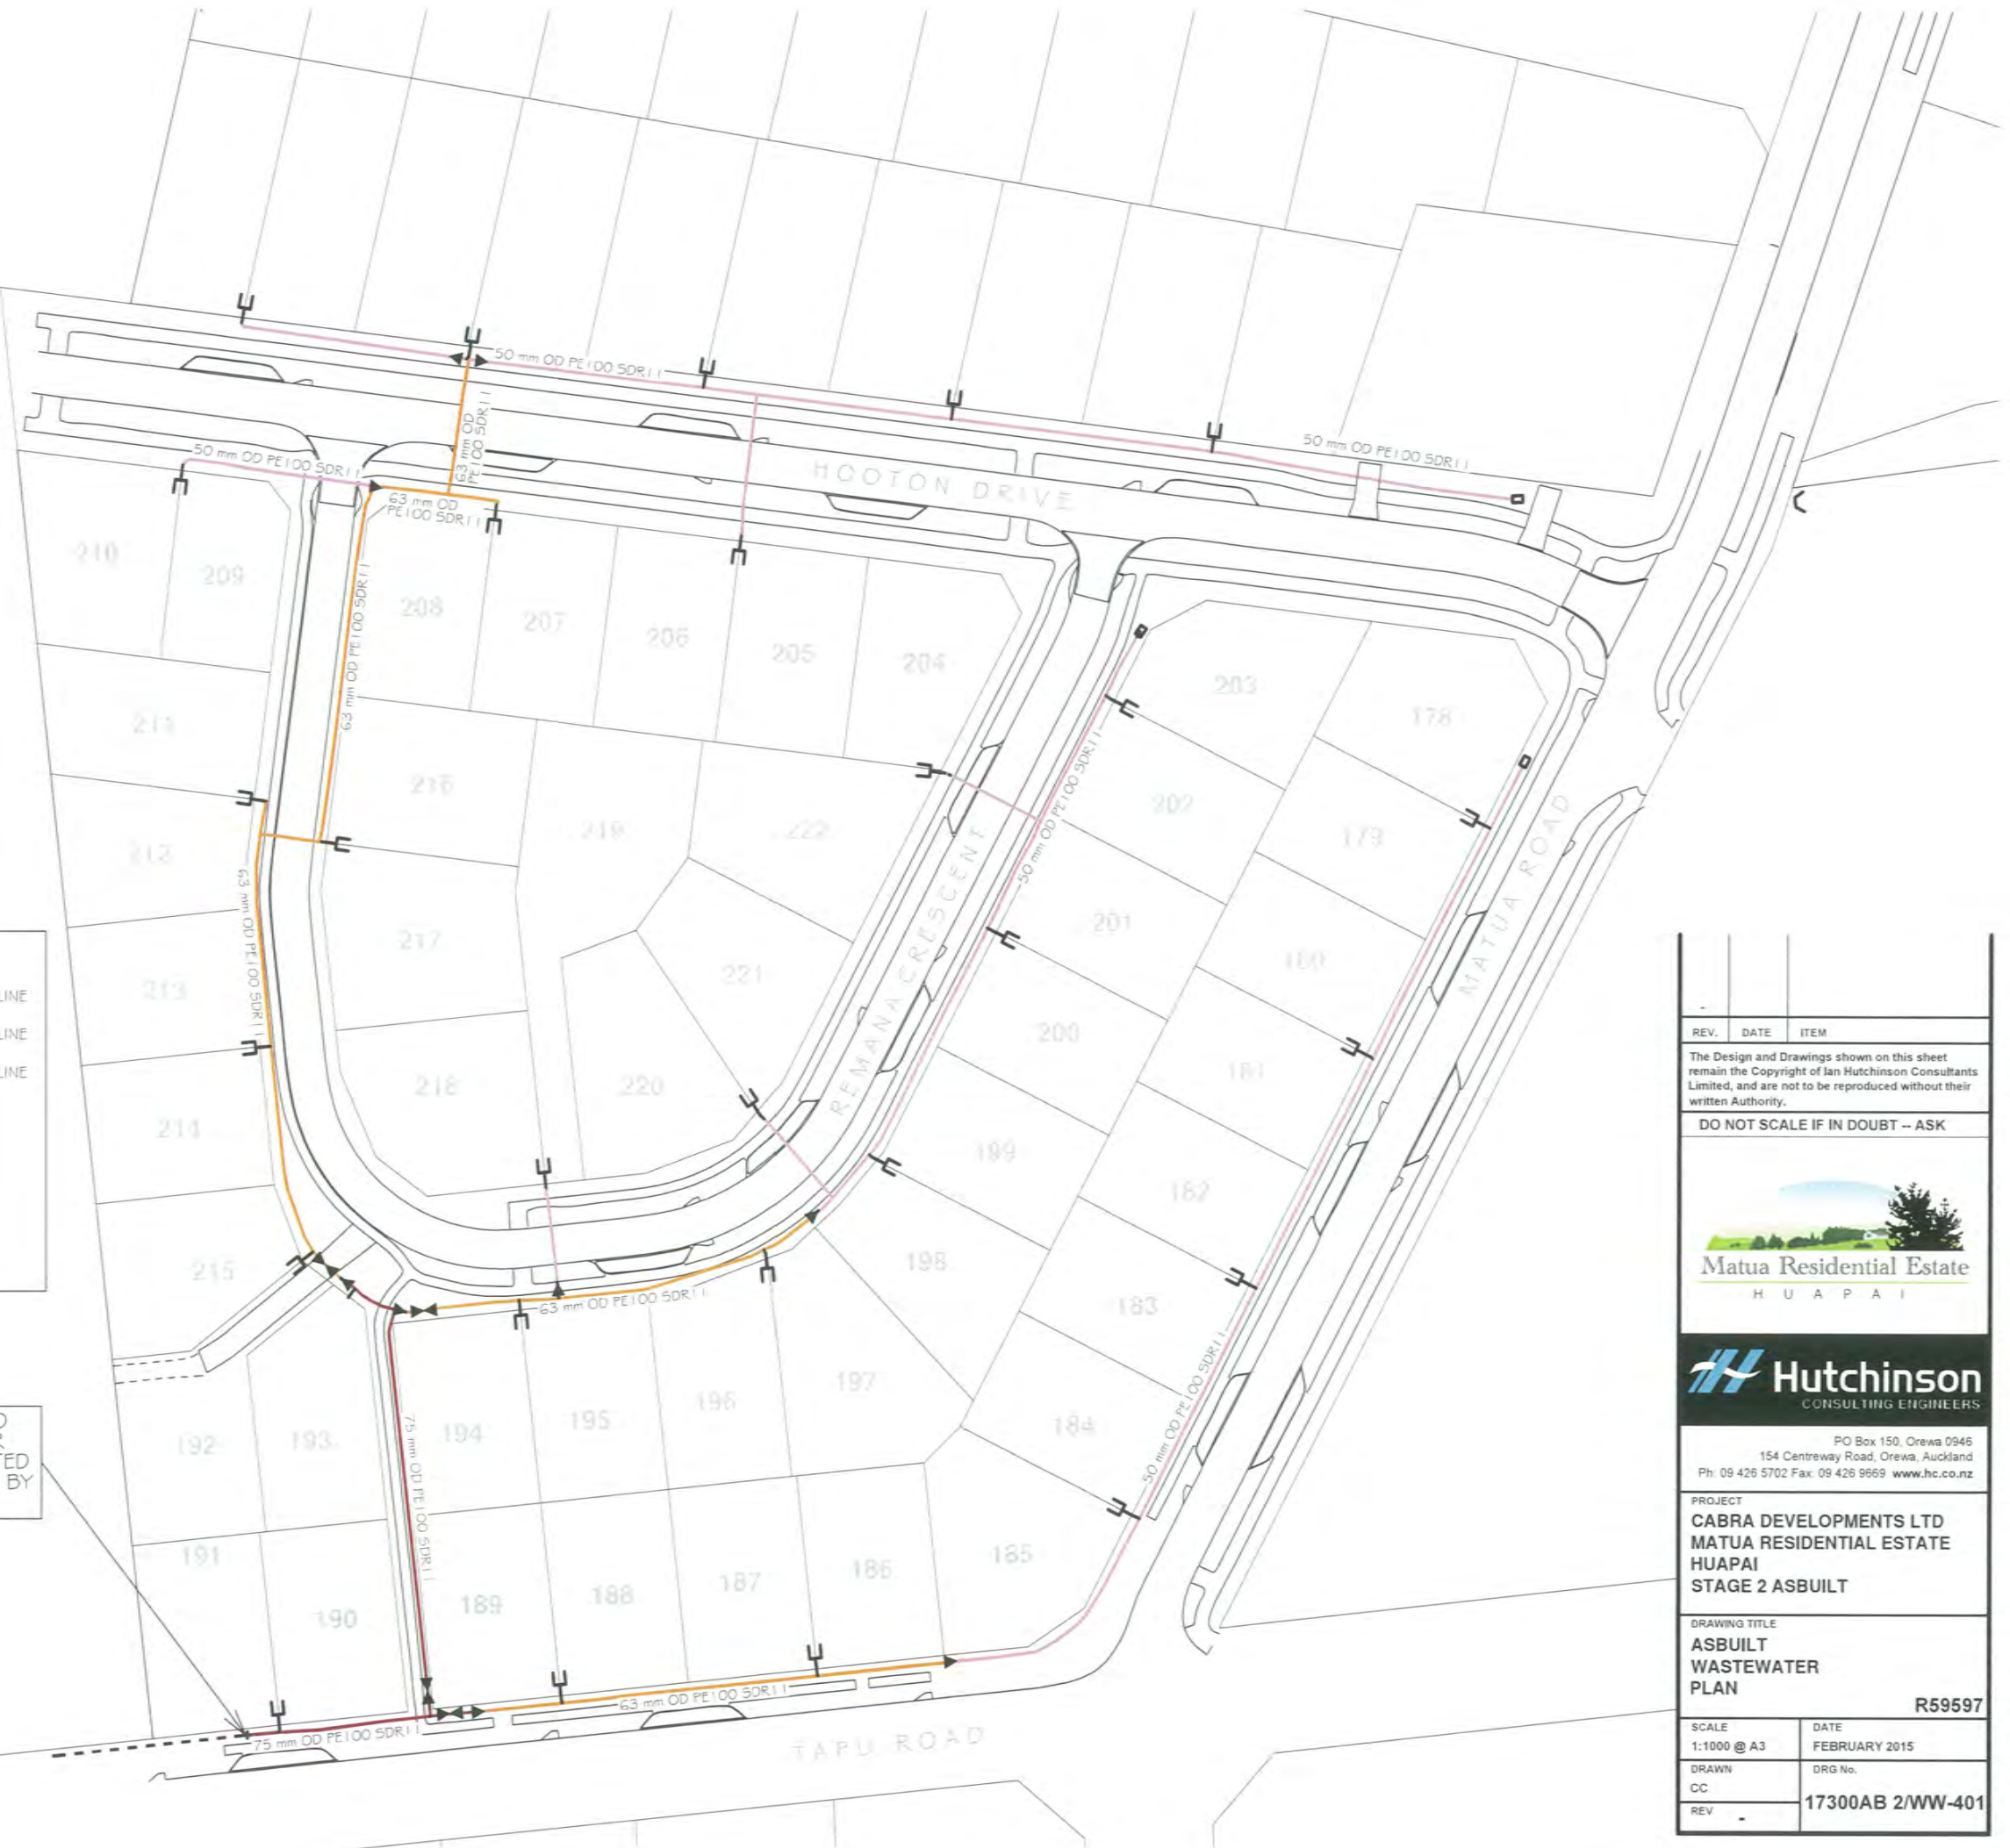 50 mm OD PE100 SDR11
63 mm OD
PE100 SDR11
50 mm OD PE100 SDR11
50 mm OD PE100 SDR11
63 mm OD
PE100 SDR11
HOOTON DRIVE
210
209
208
207
206
205
204
203
178
63 mm OD PE100 SDR11
211
216
219
222
202
179
50 mm OD PE100 SDR11
212
63 mm OD PE100 SDR11
217
221
201
180
MATUA ROAD
213
REMANA CRESCENT
LINE
LINE
LINE
218
220
200
181
214
199
182
215
198
183
63 mm OD PE100 SDR11
197
196
195
194
193
192
184
50 mm OD PE100 SDR11
75 mm OD PE100 SDR11
TED
BY
191
190
189
188
187
186
185
63 mm OD PE100 SDR11
75 mm OD PE100 SDR11
TAPU ROAD
-
REV. DATE ITEM
The Design and Drawings shown on this sheet
remain the Copyright of Ian Hutchinson Consultants
Limited, and are not to be reproduced without their
written Authority.
DO NOT SCALE IF IN DOUBT -- ASK
Matua Residential Estate
HUAPAI
Hutchinson
CONSULTING ENGINEERS
PO Box 150, Orewa 0946
154 Centreway Road, Orewa, Auckland
Ph: 09 426 5702 Fax: 09 426 9669 www.hc.co.nz
PROJECT
CABRA DEVELOPMENTS LTD
MATUA RESIDENTIAL ESTATE
HUAPAI
STAGE 2 ASBUILT
DRAWING TITLE
ASBUILT
WASTEWATER
PLAN
R59597
SCALE DATE
1:1000 @ A3 FEBRUARY 2015
DRAWN DRG No.
CC
17300AB 2/WW-401
REV -